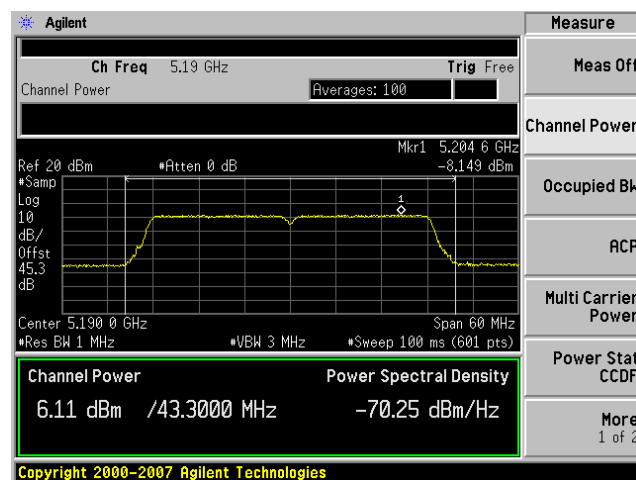 Agilent
Measure
Ch Freq 5.19 GHz Trig Free
Channel Power Averages: 100
Mkr1 5.204 6 GHz
Ref 20 dBm #Atten 0 dB -8.149 dBm
#Samp
Log
10
dB/
Offst
45.3
dB
1
Center 5.190 0 GHz Span 60 MHz
#Res BW 1 MHz #VBW 3 MHz #Sweep 100 ms (601 pts)
Channel Power Power Spectral Density
6.11 dBm /43.3000 MHz -70.25 dBm/Hz
Copyright 2000-2007 Agilent Technologies
Meas Off
Channel Power
Occupied BW
ACP
Multi Carrier
Power
Power Stat
CCDF
More
1 of 2